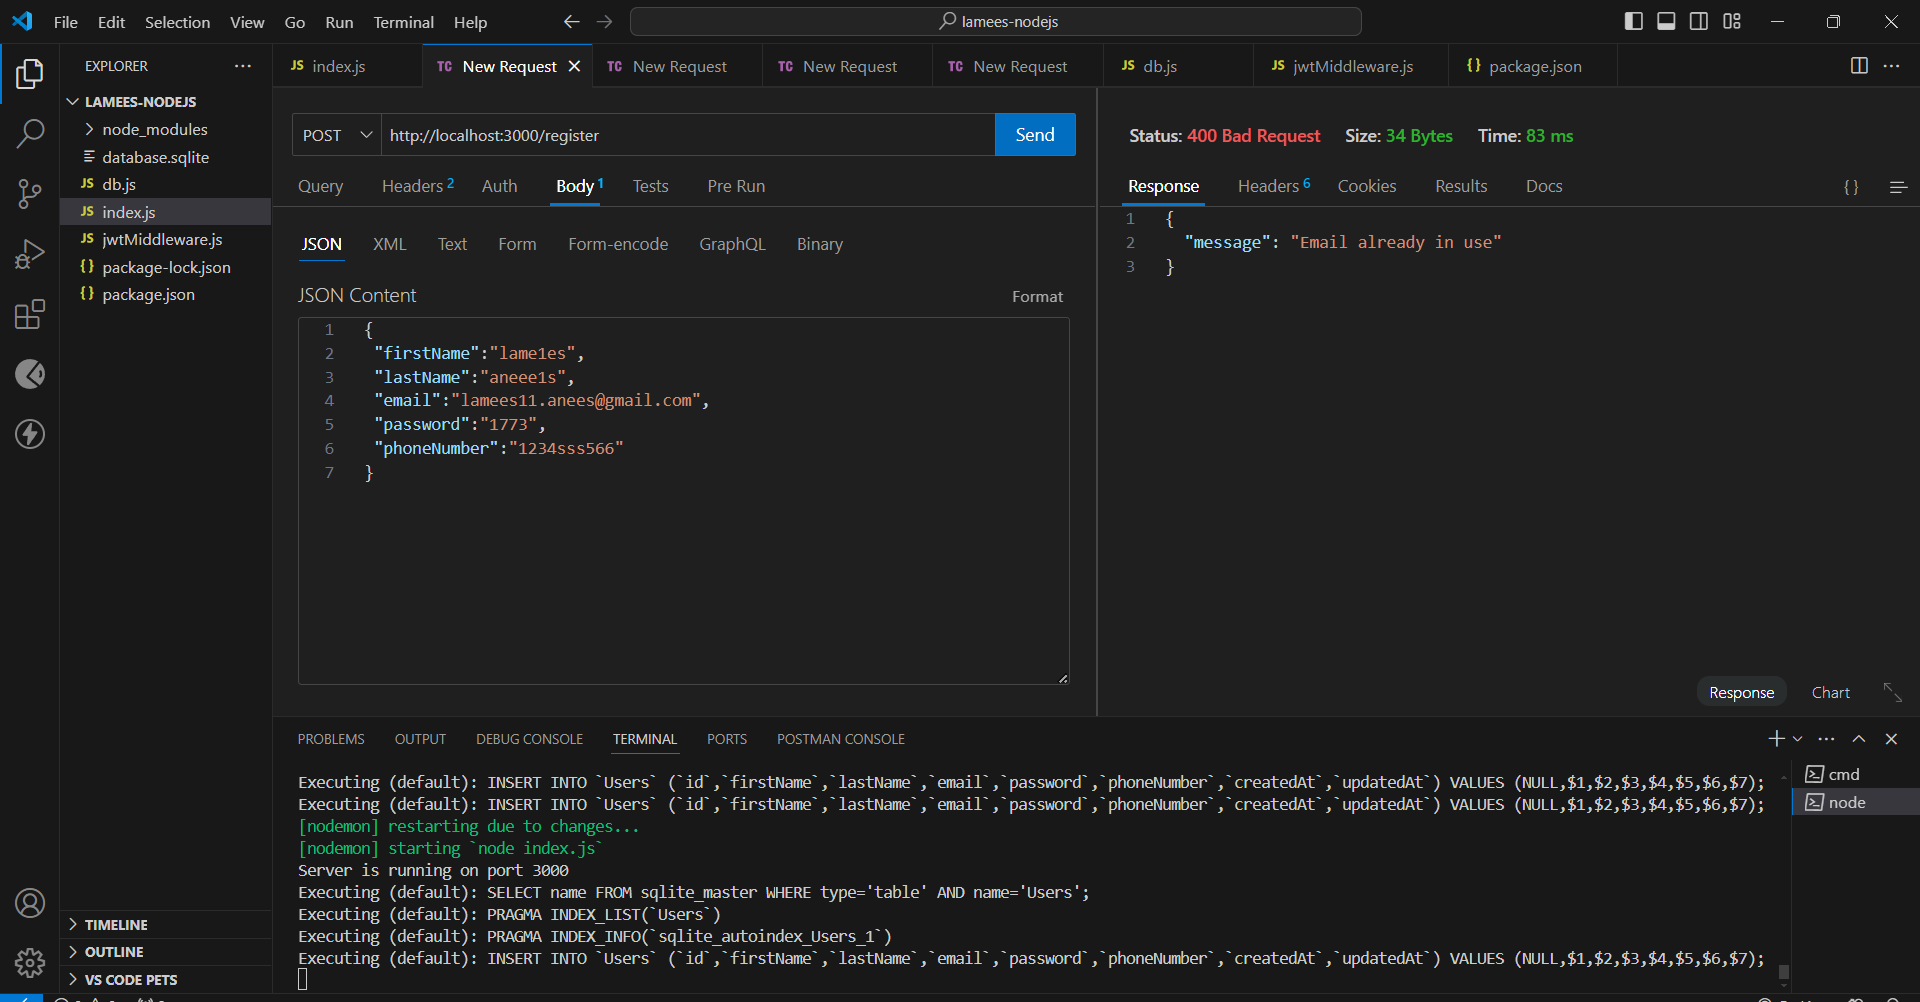 File Edit Selection View Go Run Terminal Help
lamees-nodejs
EXPLORER
LAMEES-NODEJS
node_modules
database.sqlite
JS db.js
JS index.js
JS jwtMiddleware.js
{} package-lock.json
{} package.json
TIMELINE
OUTLINE
VS CODE PETS
JS index.js TC New Request TC New Request TC New Request TC New Request JS db.js JS jwtMiddleware.js {} package.json
POST http://localhost:3000/register Send
Query Headers 2 Auth Body 1 Tests Pre Run
JSON XML Text Form Form-encode GraphQL Binary
JSON Content Format
1 {
2 "firstName":"lame1es",
3 "lastName":"aneee1s",
4 "email":"lamees11.anees@gmail.com",
5 "password":"1773",
6 "phoneNumber":"1234sss566"
7 }
Status: 400 Bad Request Size: 34 Bytes Time: 83 ms
Response Headers 6 Cookies Results Docs {}
1 {
2 "message": "Email already in use"
3 }
Response Chart
PROBLEMS OUTPUT DEBUG CONSOLE TERMINAL PORTS POSTMAN CONSOLE
Executing (default): INSERT INTO `Users` (`id`,`firstName`,`lastName`,`email`,`password`,`phoneNumber`,`createdAt`,`updatedAt`) VALUES (NULL,$1,$2,$3,$4,$5,$6,$7);
Executing (default): INSERT INTO `Users` (`id`,`firstName`,`lastName`,`email`,`password`,`phoneNumber`,`createdAt`,`updatedAt`) VALUES (NULL,$1,$2,$3,$4,$5,$6,$7);
[nodemon] restarting due to changes...
[nodemon] starting `node index.js`
Server is running on port 3000
Executing (default): SELECT name FROM sqlite_master WHERE type='table' AND name='Users';
Executing (default): PRAGMA INDEX_LIST(`Users`)
Executing (default): PRAGMA INDEX_INFO(`sqlite_autoindex_Users_1`)
Executing (default): INSERT INTO `Users` (`id`,`firstName`,`lastName`,`email`,`password`,`phoneNumber`,`createdAt`,`updatedAt`) VALUES (NULL,$1,$2,$3,$4,$5,$6,$7);
cmd
node